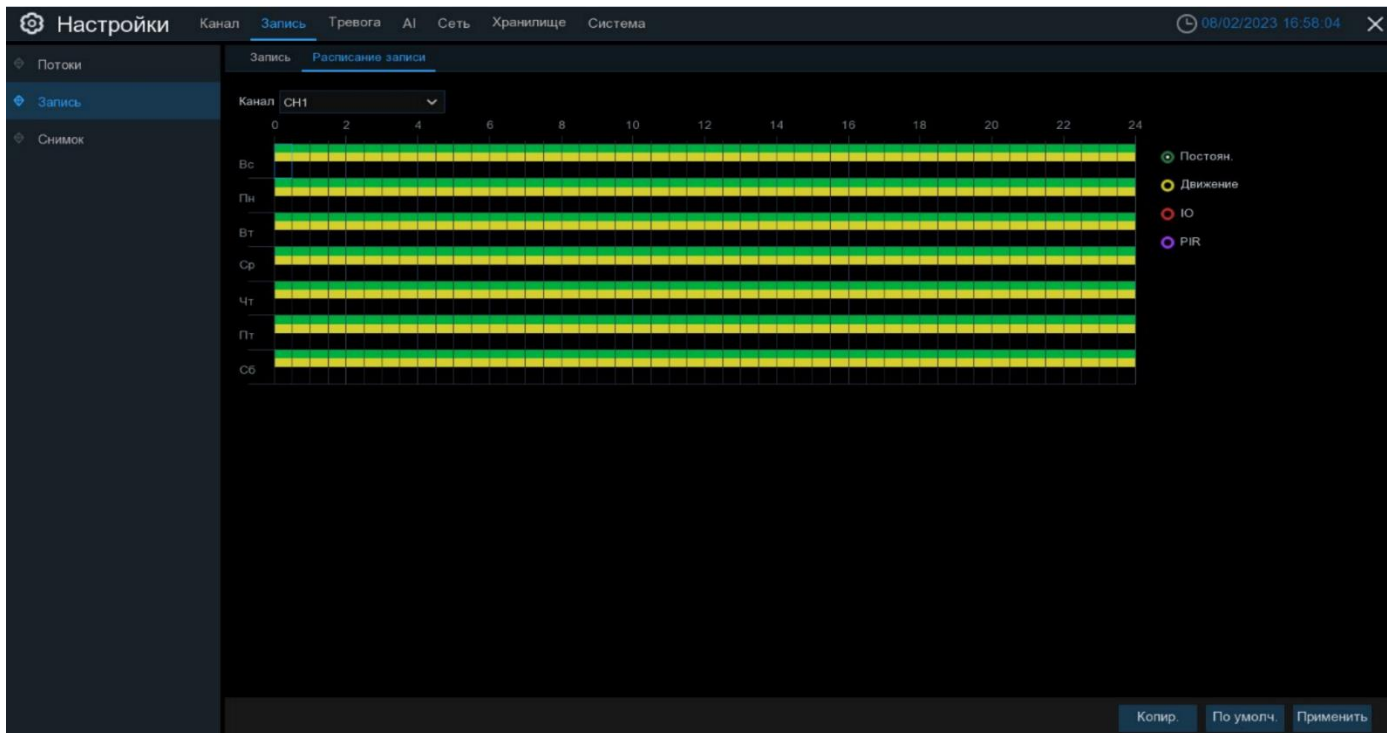 Настройки Канал Запись Тревога AI Сеть Хранилище Система 08/02/2023 16:58:04
Потоки
Запись
Снимок
Запись Расписание записи
Канал CH1
0 2 4 6 8 10 12 14 16 18 20 22 24
Вс
Пн
Вт
Ср
Чт
Пт
Сб
Постоян.
Движение
IO
PIR
Копир. По умолч. Применить